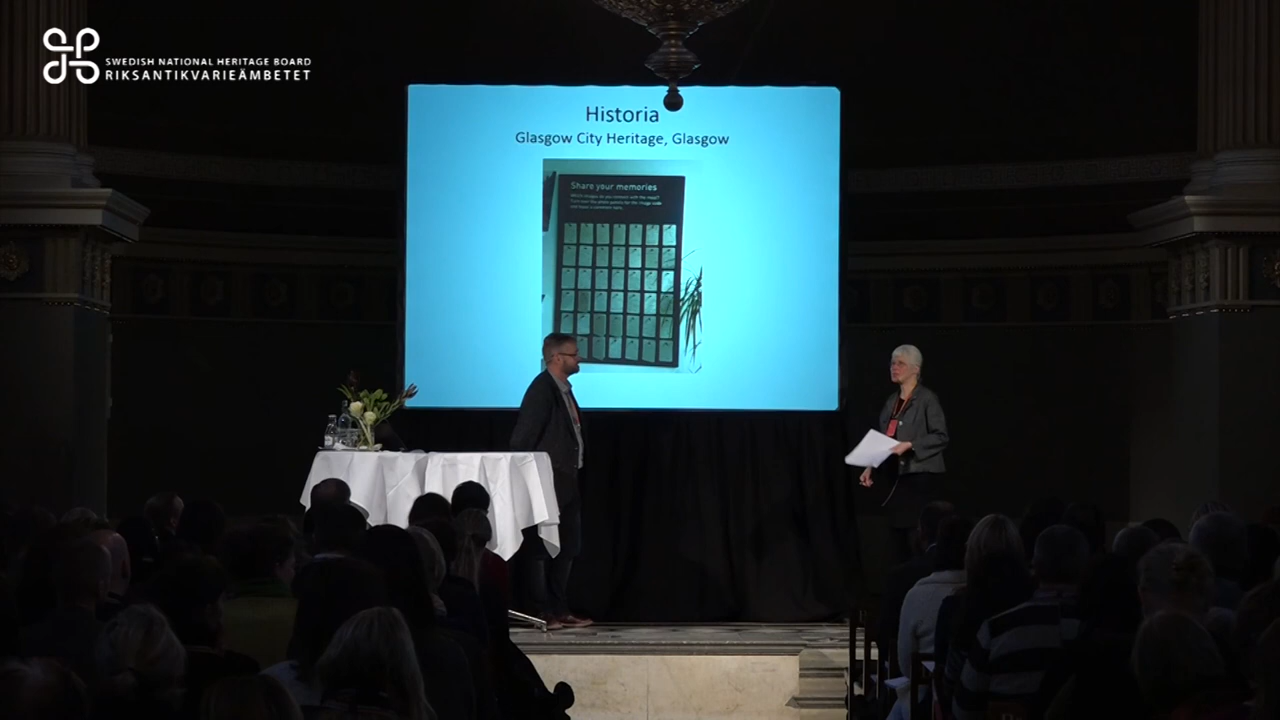 SWEDISH NATIONAL HERITAGE BOARD
RIKSANTIKVARIEÄMBETET
Historia
Glasgow City Heritage, Glasgow
Share your memories